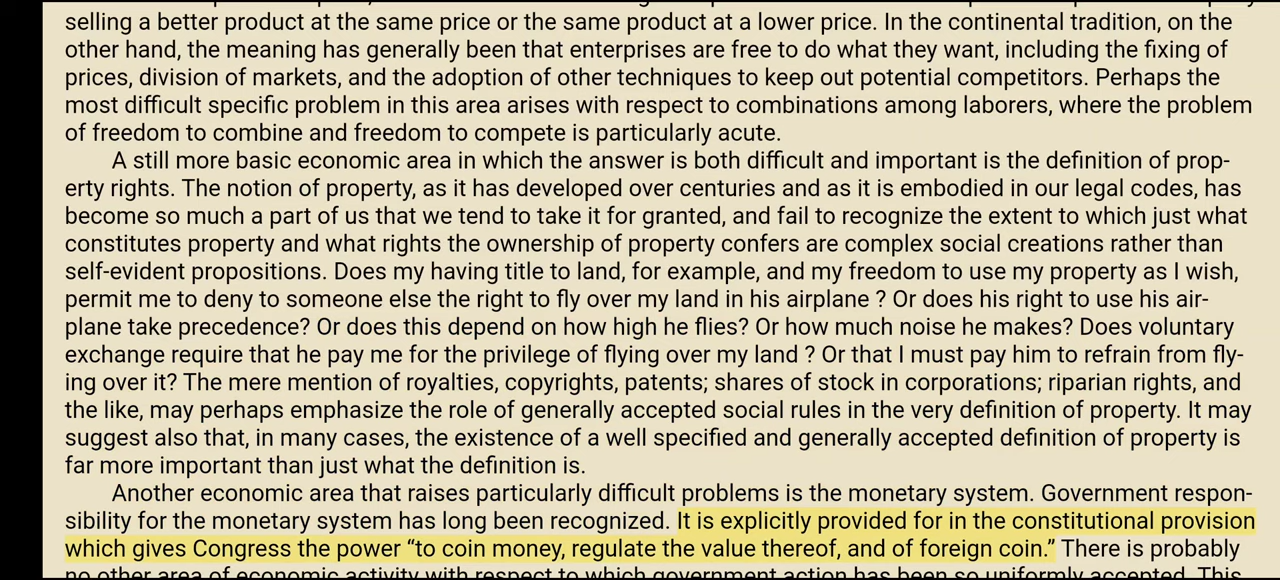 selling a better product at the same price or the same product at a lower price. In the continental tradition, on the
other hand, the meaning has generally been that enterprises are free to do what they want, including the fixing of
prices, division of markets, and the adoption of other techniques to keep out potential competitors. Perhaps the
most difficult specific problem in this area arises with respect to combinations among laborers, where the problem
of freedom to combine and freedom to compete is particularly acute.
A still more basic economic area in which the answer is both difficult and important is the definition of prop-
erty rights. The notion of property, as it has developed over centuries and as it is embodied in our legal codes, has
become so much a part of us that we tend to take it for granted, and fail to recognize the extent to which just what
constitutes property and what rights the ownership of property confers are complex social creations rather than
self-evident propositions. Does my having title to land, for example, and my freedom to use my property as I wish,
permit me to deny to someone else the right to fly over my land in his airplane ? Or does his right to use his air-
plane take precedence? Or does this depend on how high he flies? Or how much noise he makes? Does voluntary
exchange require that he pay me for the privilege of flying over my land ? Or that I must pay him to refrain from fly-
ing over it? The mere mention of royalties, copyrights, patents; shares of stock in corporations; riparian rights, and
the like, may perhaps emphasize the role of generally accepted social rules in the very definition of property. It may
suggest also that, in many cases, the existence of a well specified and generally accepted definition of property is
far more important than just what the definition is.
Another economic area that raises particularly difficult problems is the monetary system. Government respon-
sibility for the monetary system has long been recognized. It is explicitly provided for in the constitutional provision
which gives Congress the power “to coin money, regulate the value thereof, and of foreign coin.” There is probably
no other area of economic activity with respect to which government action has been so uniformly accepted. This